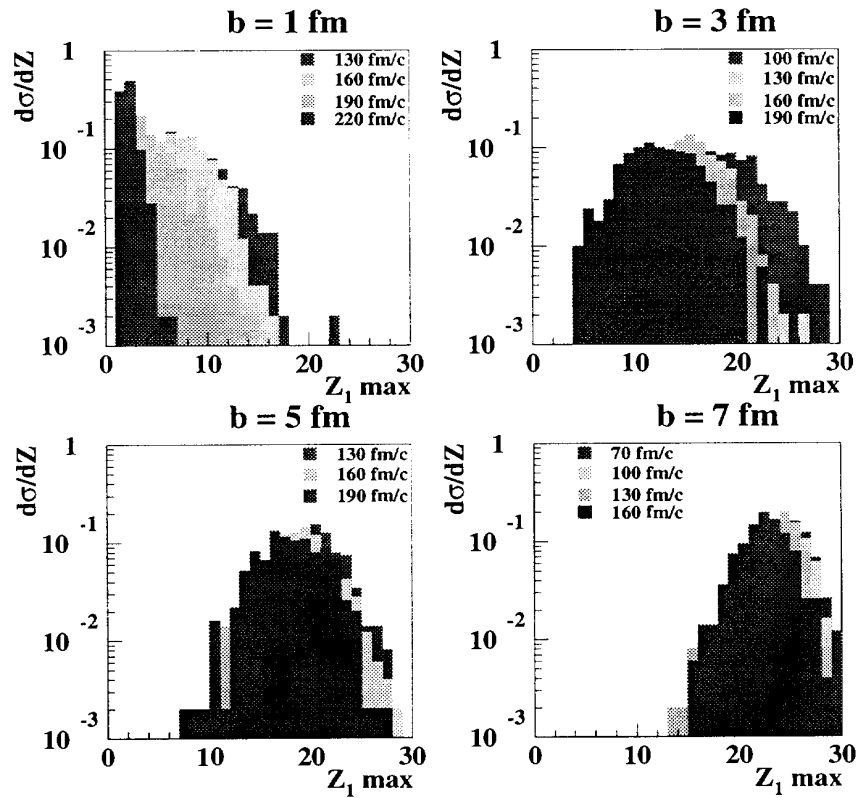 b = 1 fm
dσ/dZ
1
10 -1
10 -2
10 -3
130 fm/c
160 fm/c
190 fm/c
220 fm/c
0 10 20 30
Z1 max
b = 3 fm
dσ/dZ
1
10 -1
10 -2
10 -3
100 fm/c
130 fm/c
160 fm/c
190 fm/c
0 10 20 30
Z1 max
b = 5 fm
dσ/dZ
1
10 -1
10 -2
10 -3
130 fm/c
160 fm/c
190 fm/c
0 10 20 30
Z1 max
b = 7 fm
dσ/dZ
1
10 -1
10 -2
10 -3
70 fm/c
100 fm/c
130 fm/c
160 fm/c
0 10 20 30
Z1 max